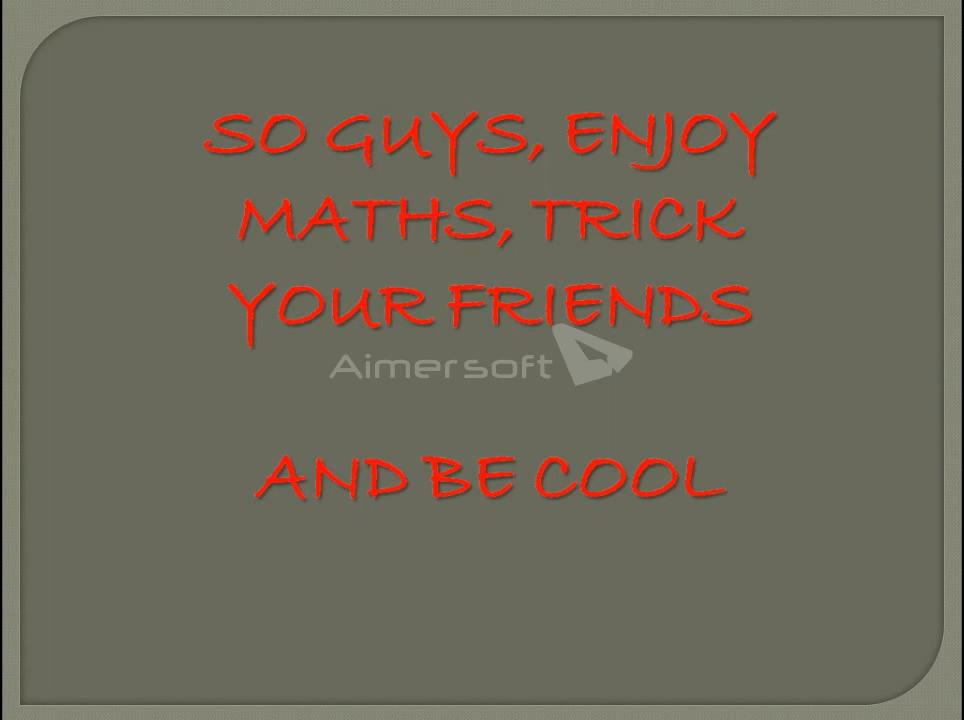 SO GUYS, ENJOY
MATHS, TRICK
YOUR FRIENDS
Aimersoft
AND BE COOL